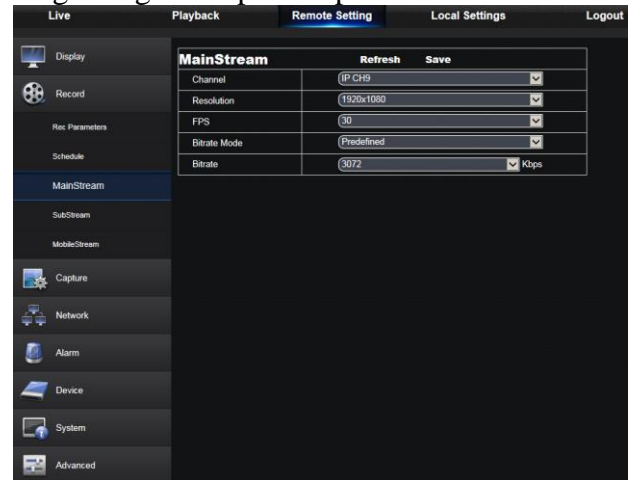 Live Playback Remote Setting Local Settings Logout
Display
Record
Rec Parameters
Schedule
MainStream
SubStream
MobileStream
Capture
Network
Alarm
Device
System
Advanced
MainStream Refresh Save
Channel IP CH9
Resolution 1920x1080
FPS 30
Bitrate Mode Predefined
Bitrate 3072 Kbps